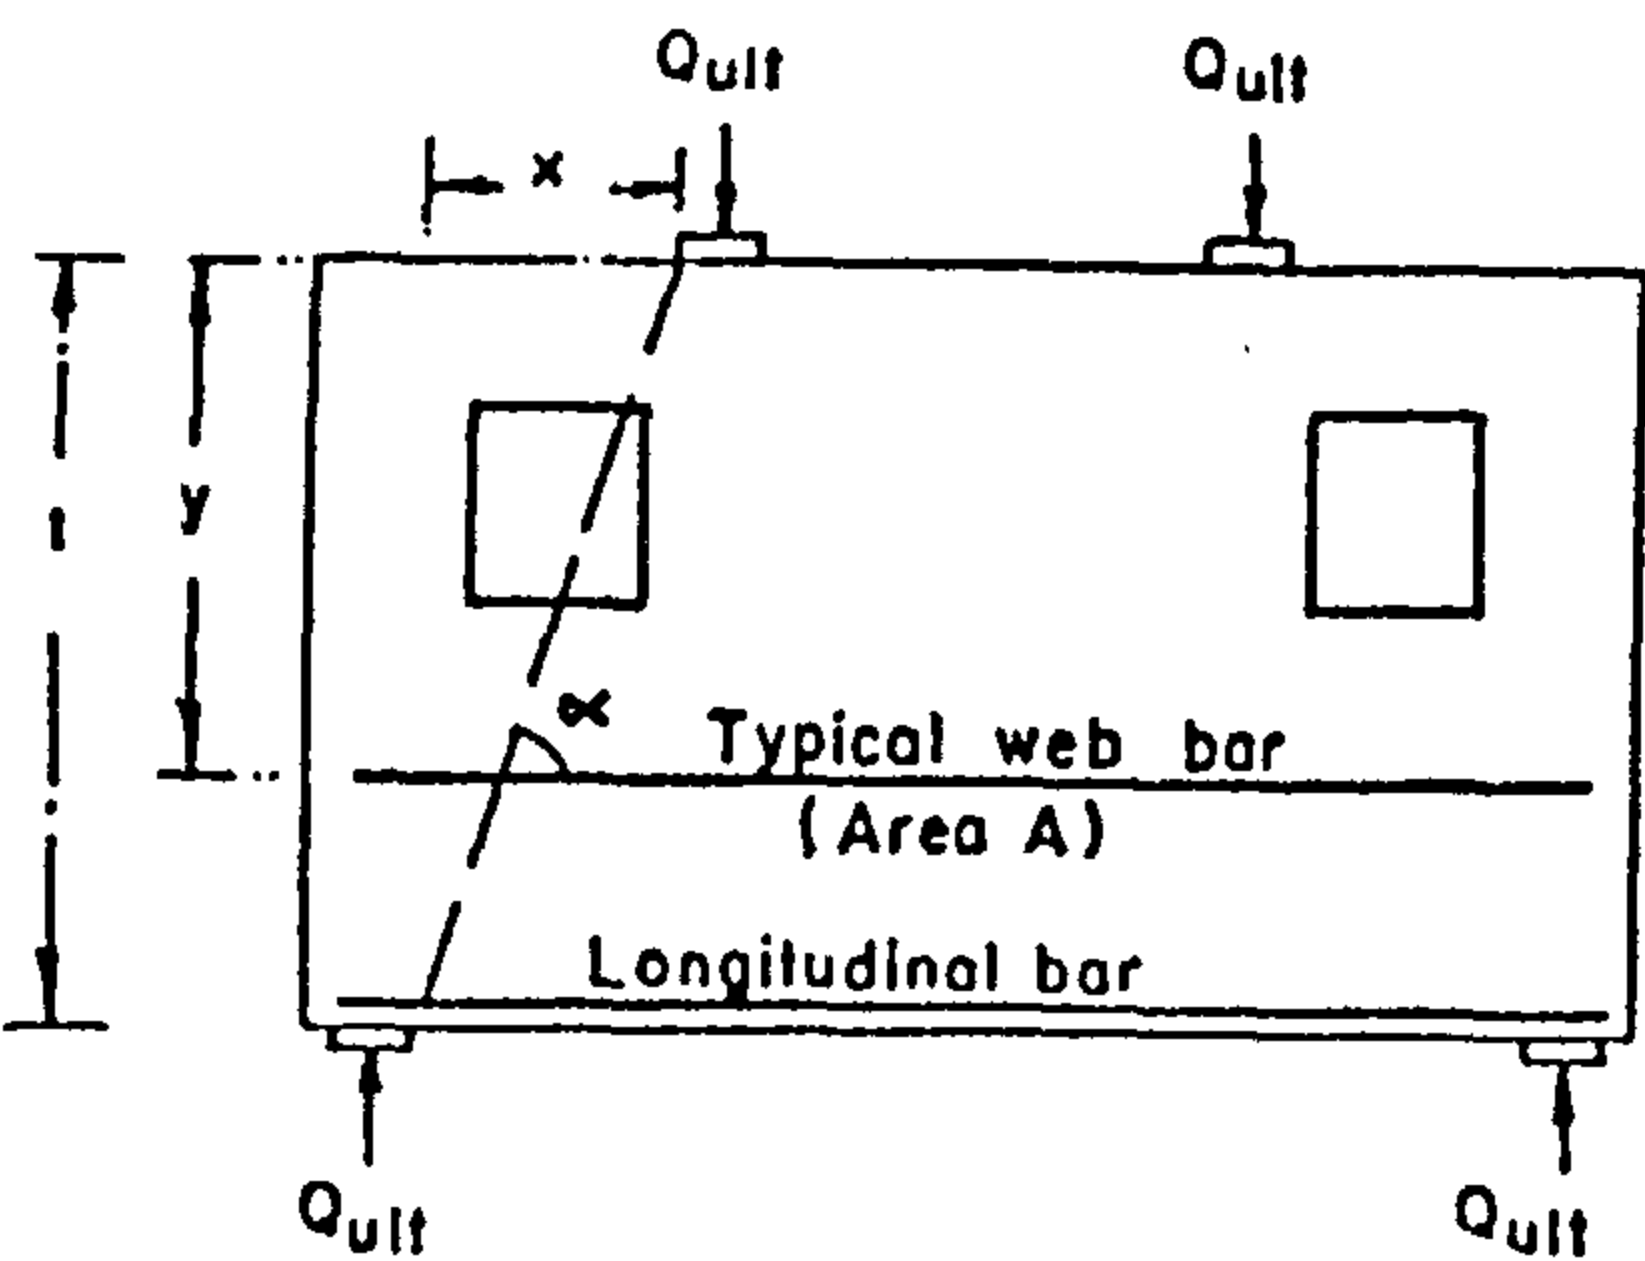 Qult
Qult
x
t
y
α
Typical web bar
(Area A)
Longitudinal bar
Qult
Qult